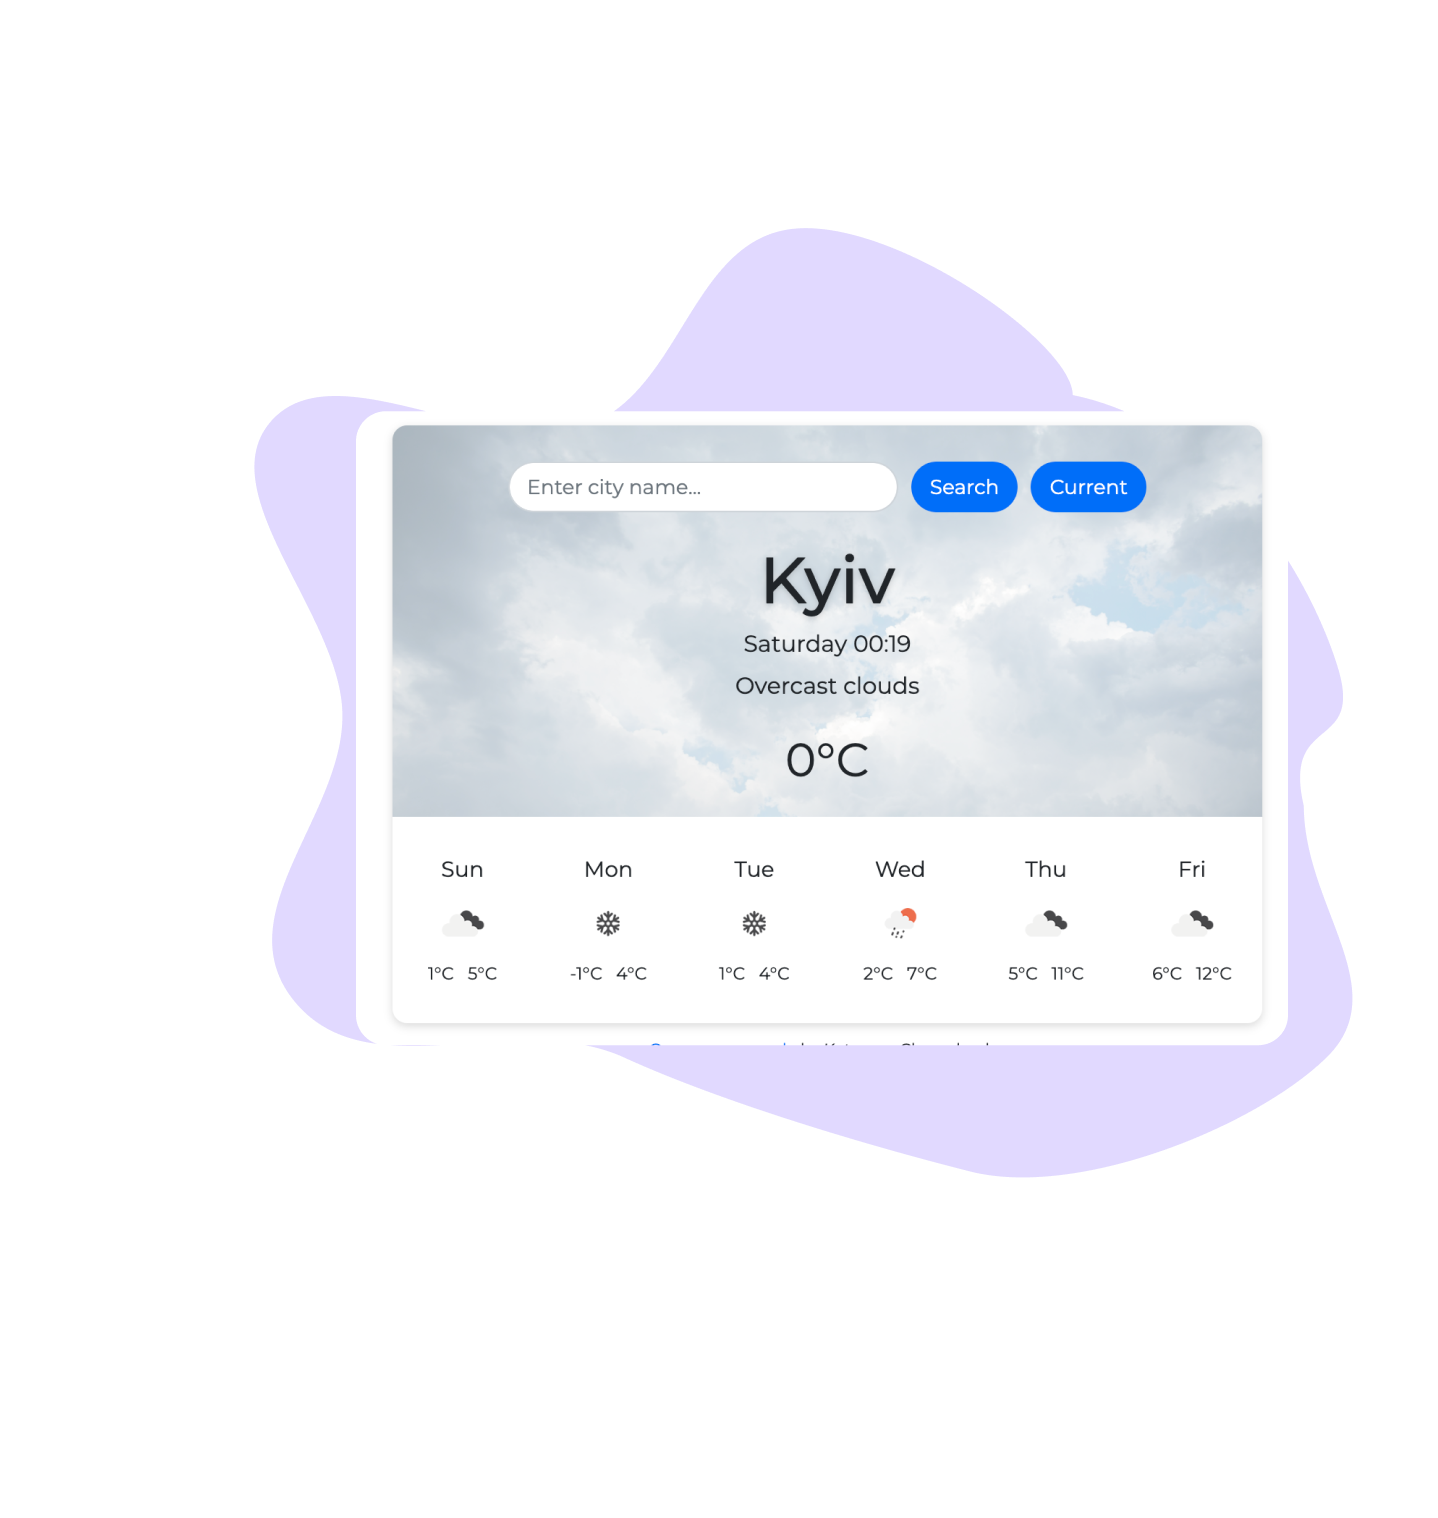 Enter city name...
Search
Current
Kyiv
Saturday 00:19
Overcast clouds
0°C
Sun Mon Tue Wed Thu Fri
1°C 5°C -1°C 4°C 1°C 4°C 2°C 7°C 5°C 11°C 6°C 12°C